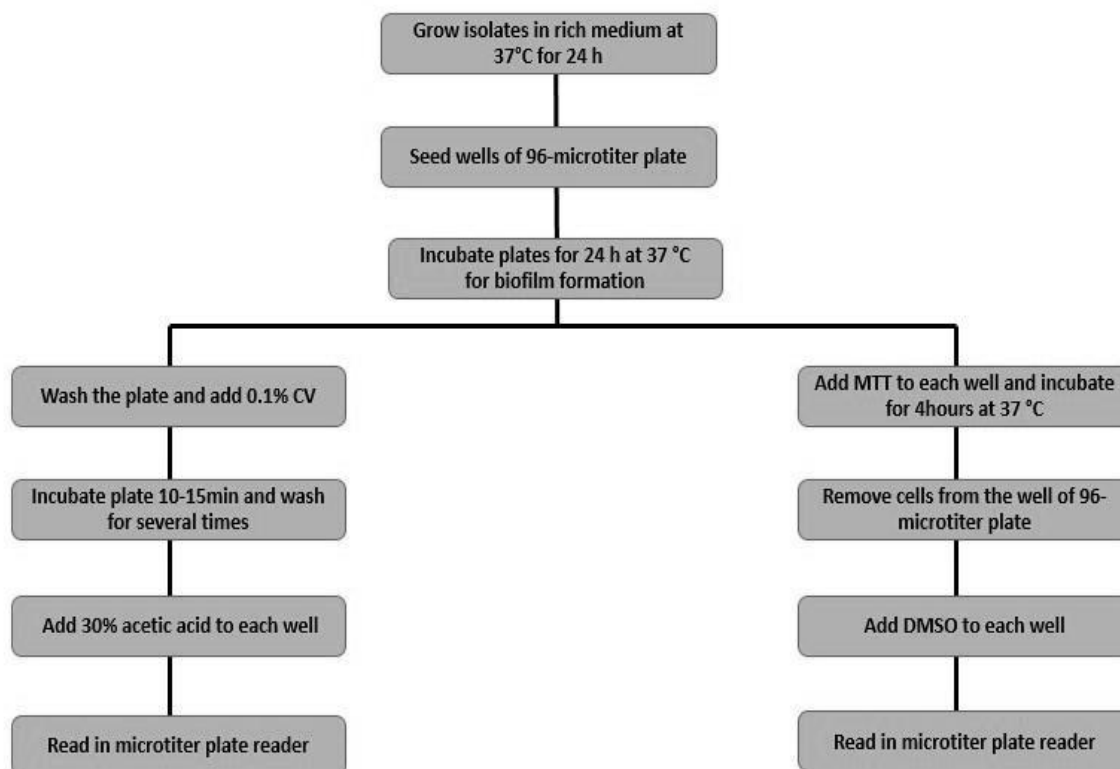 Grow isolates in rich medium at
37°C for 24 h
Seed wells of 96-microtiter plate
Incubate plates for 24 h at 37 °C
for biofilm formation
Wash the plate and add 0.1% CV
Incubate plate 10-15min and wash
for several times
Add 30% acetic acid to each well
Read in microtiter plate reader
Add MTT to each well and incubate
for 4hours at 37 °C
Remove cells from the well of 96-
microtiter plate
Add DMSO to each well
Read in microtiter plate reader